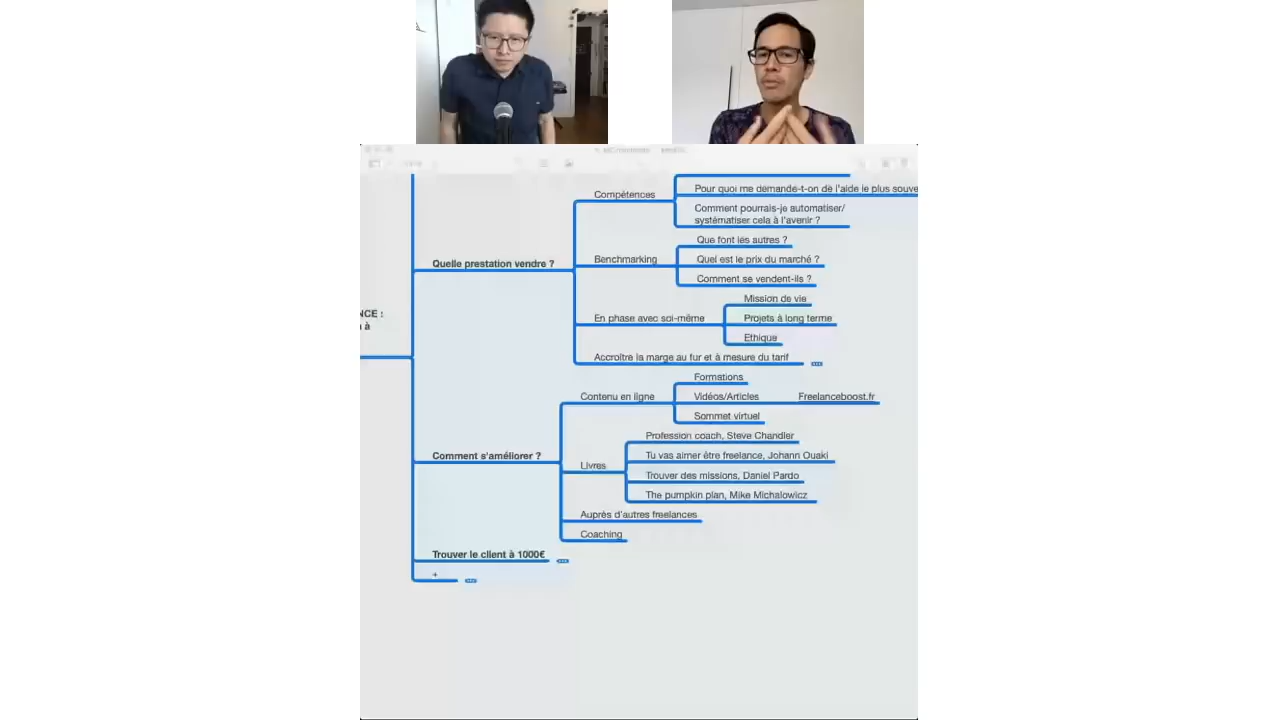 Compétences
Pour quoi me demande-t-on de l'aide le plus souve
Comment pourrais-je automatiser/
systématiser cela à l'avenir ?
Quelle prestation vendre ?
Benchmarking
Que font les autres ?
Quel est le prix du marché ?
Comment se vendent-ils ?
NCE :
à
En phase avec soi-même
Mission de vie
Projets à long terme
Ethique
Accroître la marge au fur et à mesure du tarif
Comment s'améliorer ?
Contenu en ligne
Formations
Vidéos/Articles
Freelanceboost.fr
Sommet virtuel
Livres
Profession coach, Steve Chandler
Tu vas aimer être freelance, Johann Ouaki
Trouver des missions, Daniel Pardo
The pumpkin plan, Mike Michalowicz
Auprès d'autres freelances
Coaching
Trouver le client à 1000€
+